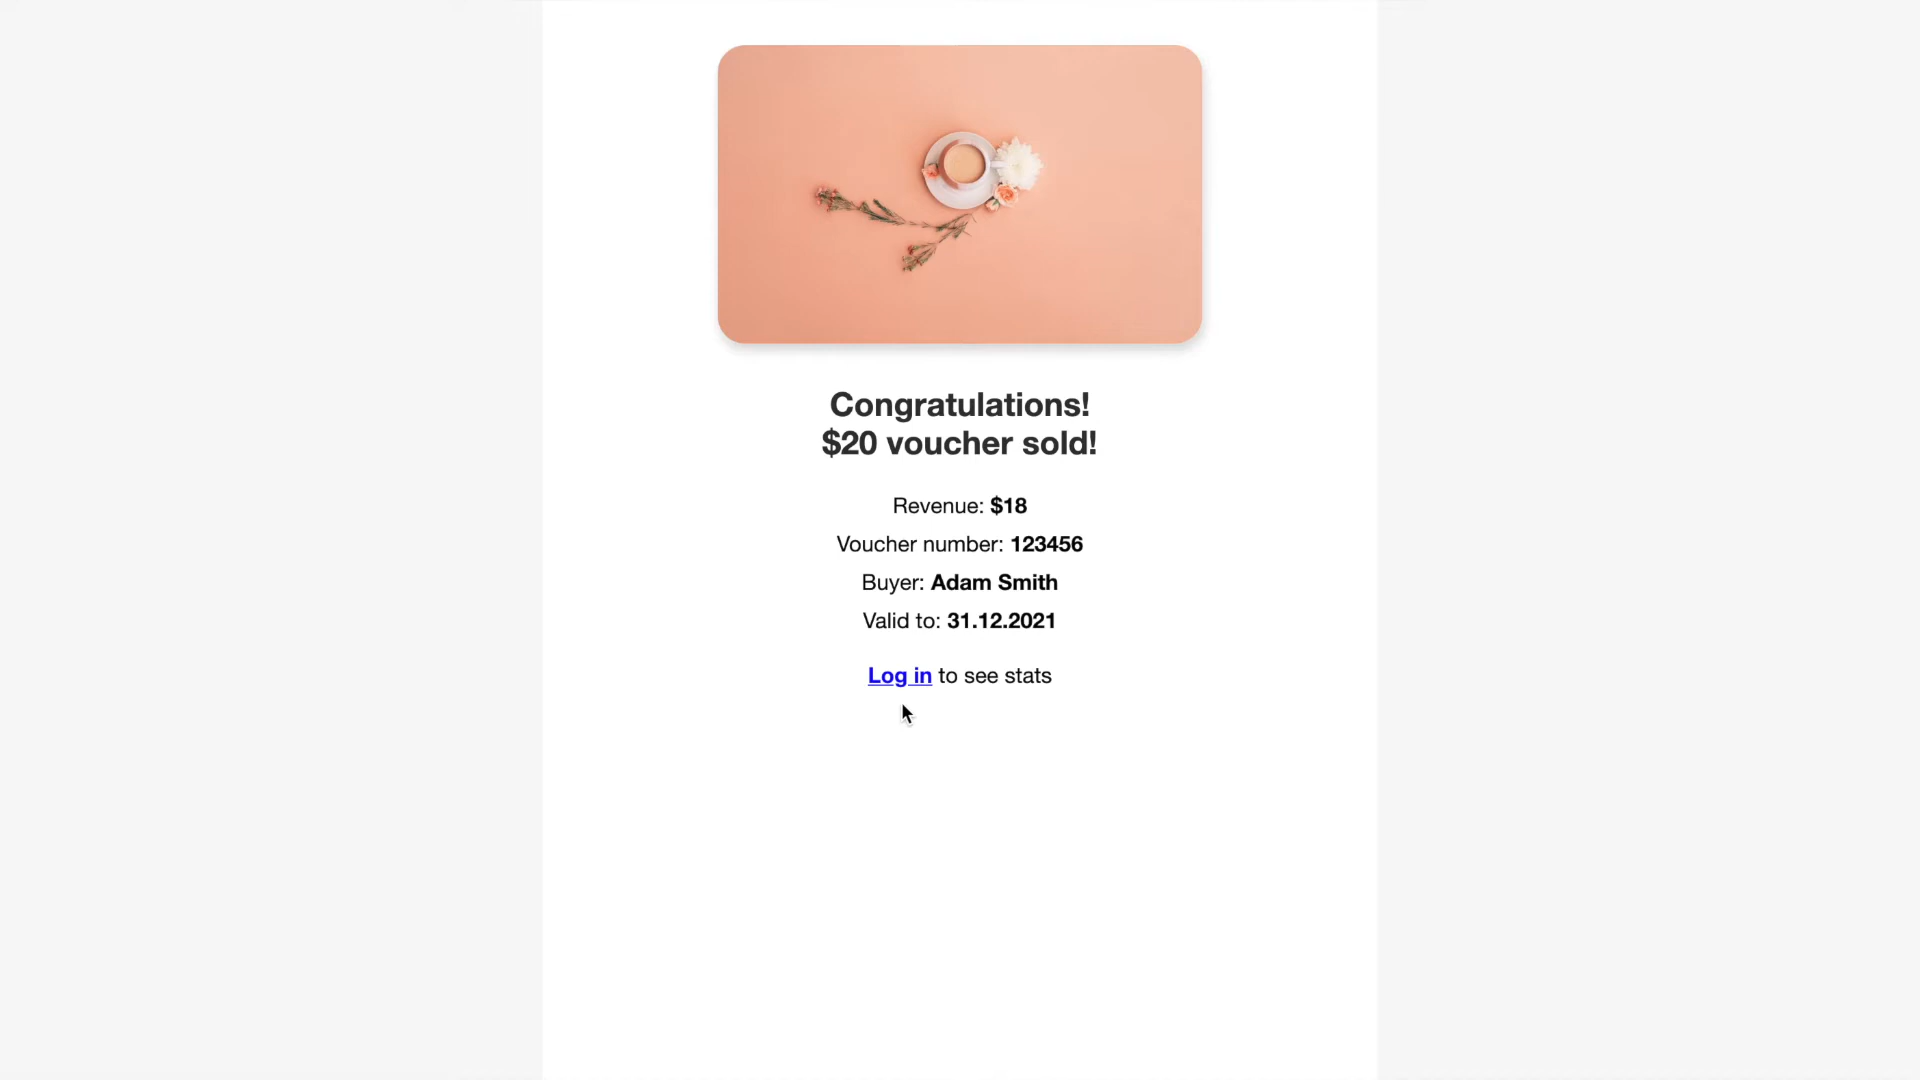 Congratulations!
$20 voucher sold!
Revenue: $18
Voucher number: 123456
Buyer: Adam Smith
Valid to: 31.12.2021
Log in to see stats